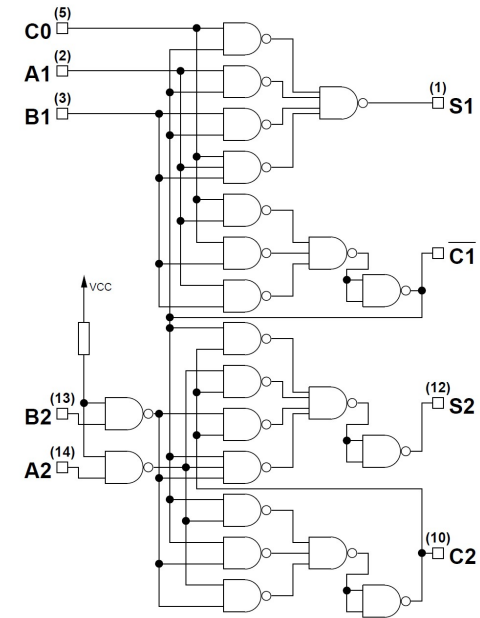 C0 (5)
A1 (2)
B1 (3)
(1) S1
C1
VCC
B2 (13)
A2 (14)
(12) S2
(10) C2